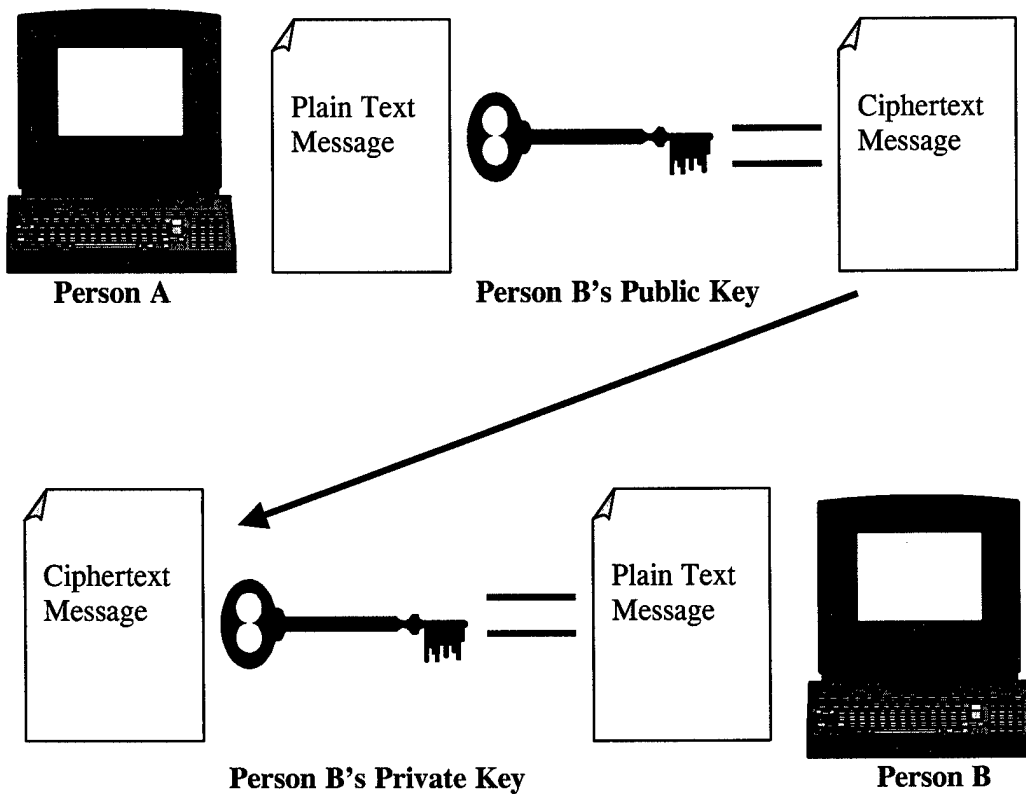 Plain Text
Message
Ciphertext
Message
Person A
Person B's Public Key
Ciphertext
Message
Plain Text
Message
Person B's Private Key
Person B